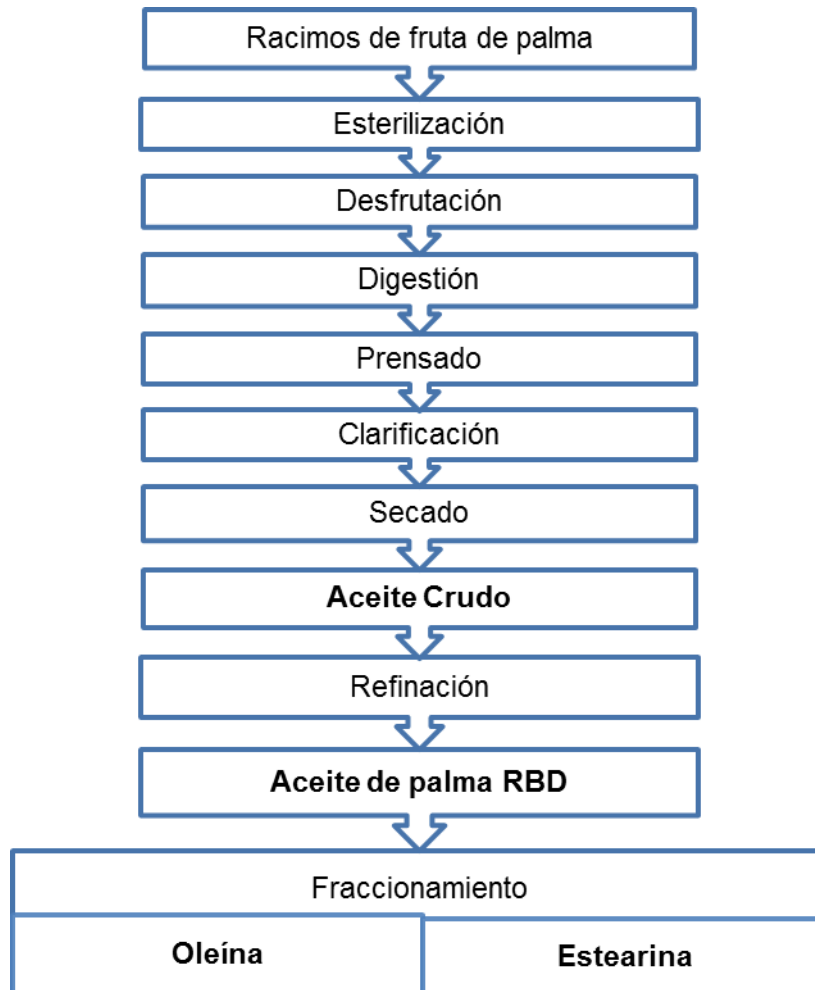 Racimos de fruta de palma
Esterilización
Desfrutación
Digestión
Prensado
Clarificación
Secado
Aceite Crudo
Refinación
Aceite de palma RBD
Fraccionamiento
Oleína
Estearina